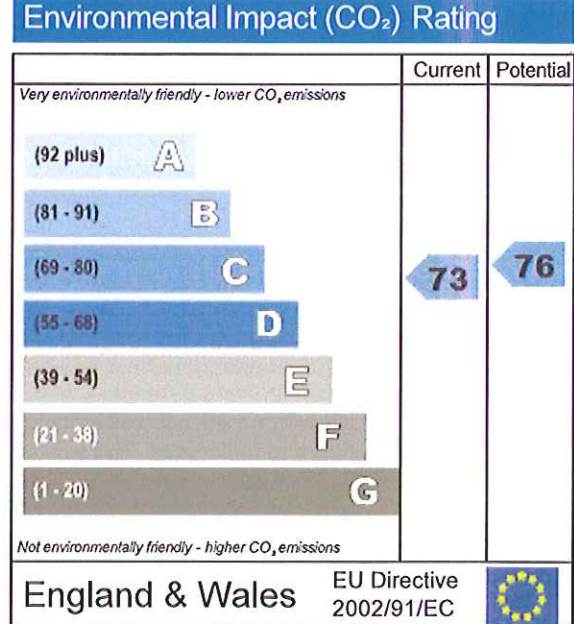 Environmental Impact (CO₂) Rating
Current Potential
Very environmentally friendly - lower CO₂ emissions
(92 plus) A
(81 - 91) B
(69 - 80) C
73 76
(55 - 68) D
(39 - 54) E
(21 - 38) F
(1 - 20) G
Not environmentally friendly - higher CO₂ emissions
England & Wales
EU Directive
2002/91/EC